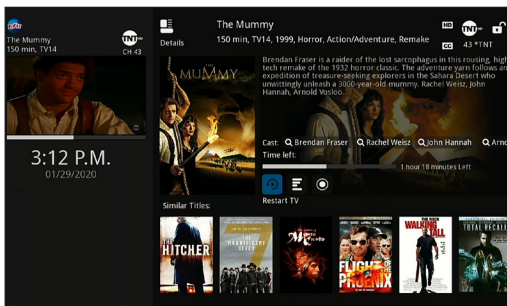 The Mummy
150 min, TV14
TNT HD
CH 43
3:12 P.M.
01/29/2020
Details
The Mummy
150 min, TV14, 1999, Horror, Action/Adventure, Remake
HD
CC
TNT HD
43 *TNT
THE MUMMY
Brendan Fraser is a raider of the lost sarcophagus in this rousing, high
tech remake of the 1932 horror classic. The adventure yarn follows an
expedition of treasure-seeking explorers in the Sahara Desert who
unwittingly unleash a 3000-year-old mummy. Rachel Weisz, John
Hannah, Arnold Vosloo.
Cast: Brendan Fraser Rachel Weisz John Hannah Arno
Time left:
1 hour 18 minutes Left
Restart TV
Similar Titles:
THE HITCHER
THE MAGNIFICENT SEVEN
FLIGHT OF THE PHOENIX
THE ROCK
WALKING TALL
TOTAL RECALL